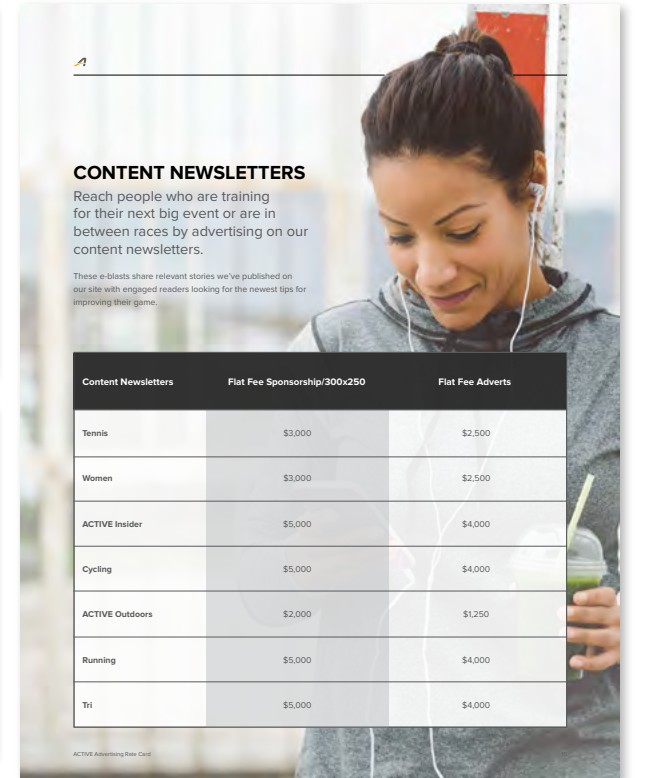 CONTENT NEWSLETTERS
Reach people who are training
for their next big event or are in
between races by advertising on our
content newsletters.
These e-blasts share relevant stories we've published on
our site with engaged readers looking for the newest tips for
improving their game.
Content Newsletters Flat Fee Sponsorship/300x250 Flat Fee Adverts
Tennis $3,000 $2,500
Women $3,000 $2,500
ACTIVE Insider $5,000 $4,000
Cycling $5,000 $4,000
ACTIVE Outdoors $2,000 $1,250
Running $5,000 $4,000
Tri $5,000 $4,000
ACTIVE Advertising Rate Card